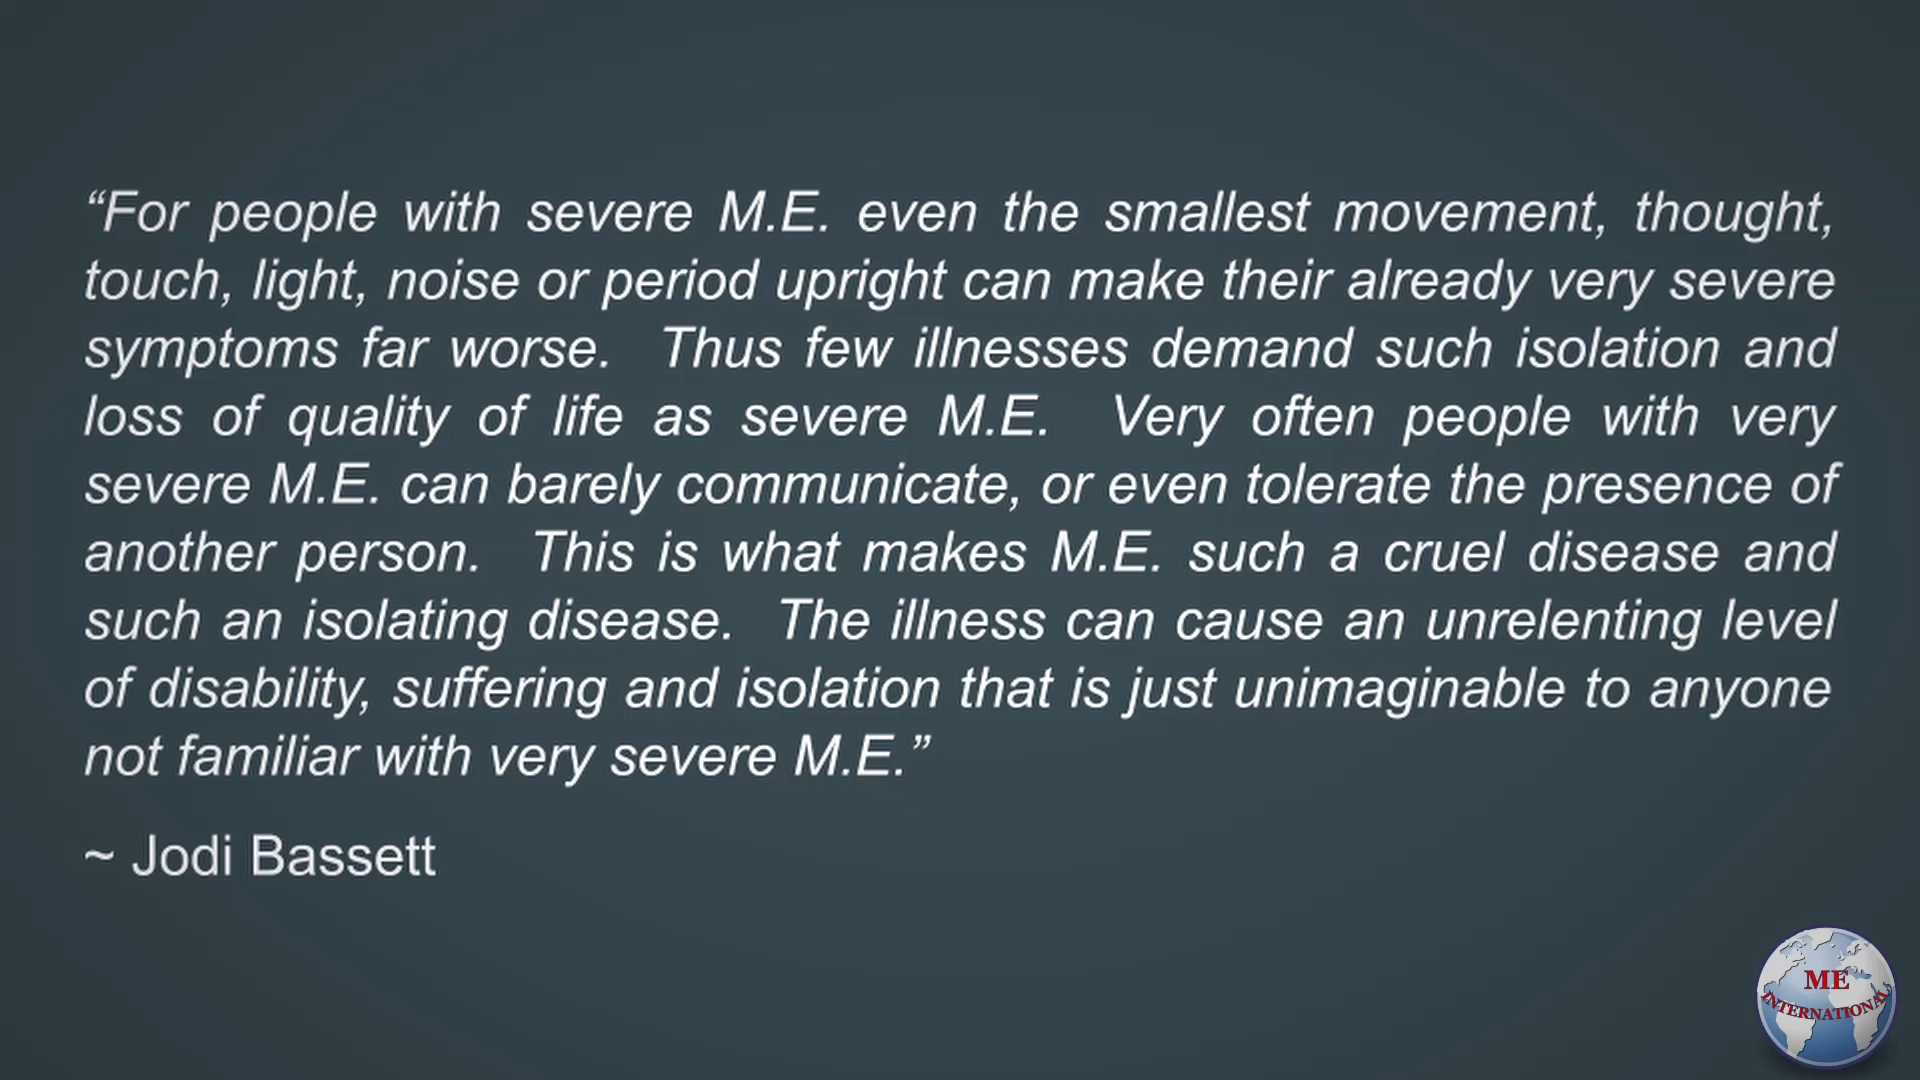 “For people with severe M.E. even the smallest movement, thought,
touch, light, noise or period upright can make their already very severe
symptoms far worse.  Thus few illnesses demand such isolation and
loss of quality of life as severe M.E.  Very often people with very
severe M.E. can barely communicate, or even tolerate the presence of
another person.  This is what makes M.E. such a cruel disease and
such an isolating disease.  The illness can cause an unrelenting level
of disability, suffering and isolation that is just unimaginable to anyone
not familiar with very severe M.E.”
~ Jodi Bassett
ME
INTERNATIONAL